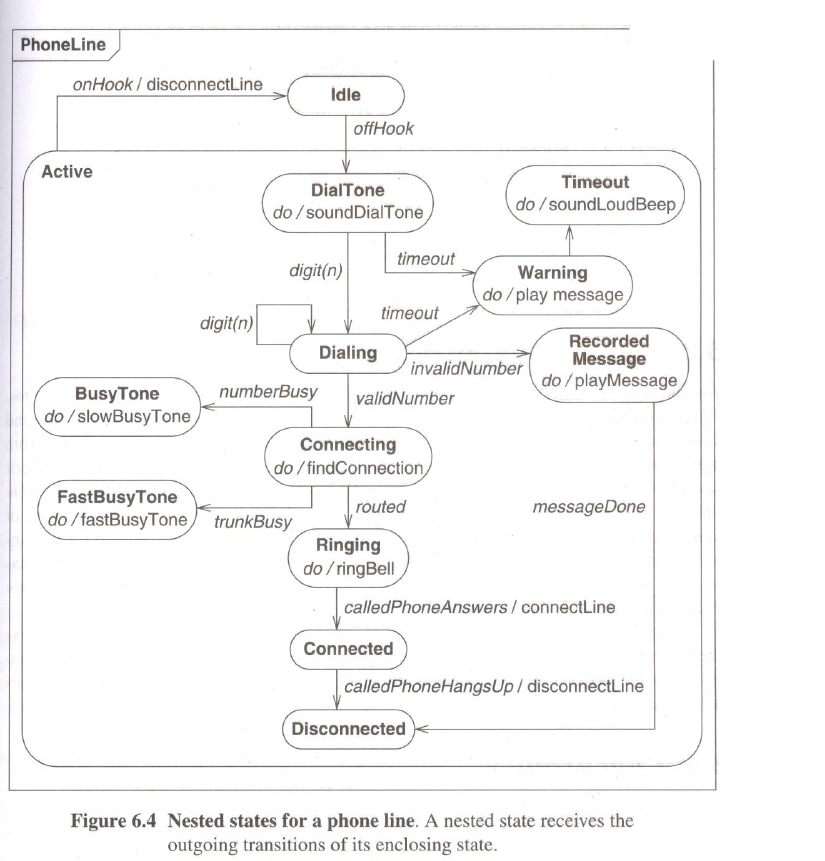 PhoneLine
onHook / disconnectLine
Idle
offHook
Active
DialTone
do / soundDialTone
Timeout
do / soundLoudBeep
timeout
Warning
do / play message
digit(n)
timeout
digit(n)
Dialing
invalidNumber
Recorded
Message
do / playMessage
BusyTone
do / slowBusyTone
numberBusy
validNumber
Connecting
do / findConnection
FastBusyTone
do / fastBusyTone
trunkBusy
routed
messageDone
Ringing
do / ringBell
calledPhoneAnswers / connectLine
Connected
calledPhoneHangsUp / disconnectLine
Disconnected
Figure 6.4 Nested states for a phone line. A nested state receives the
outgoing transitions of its enclosing state.